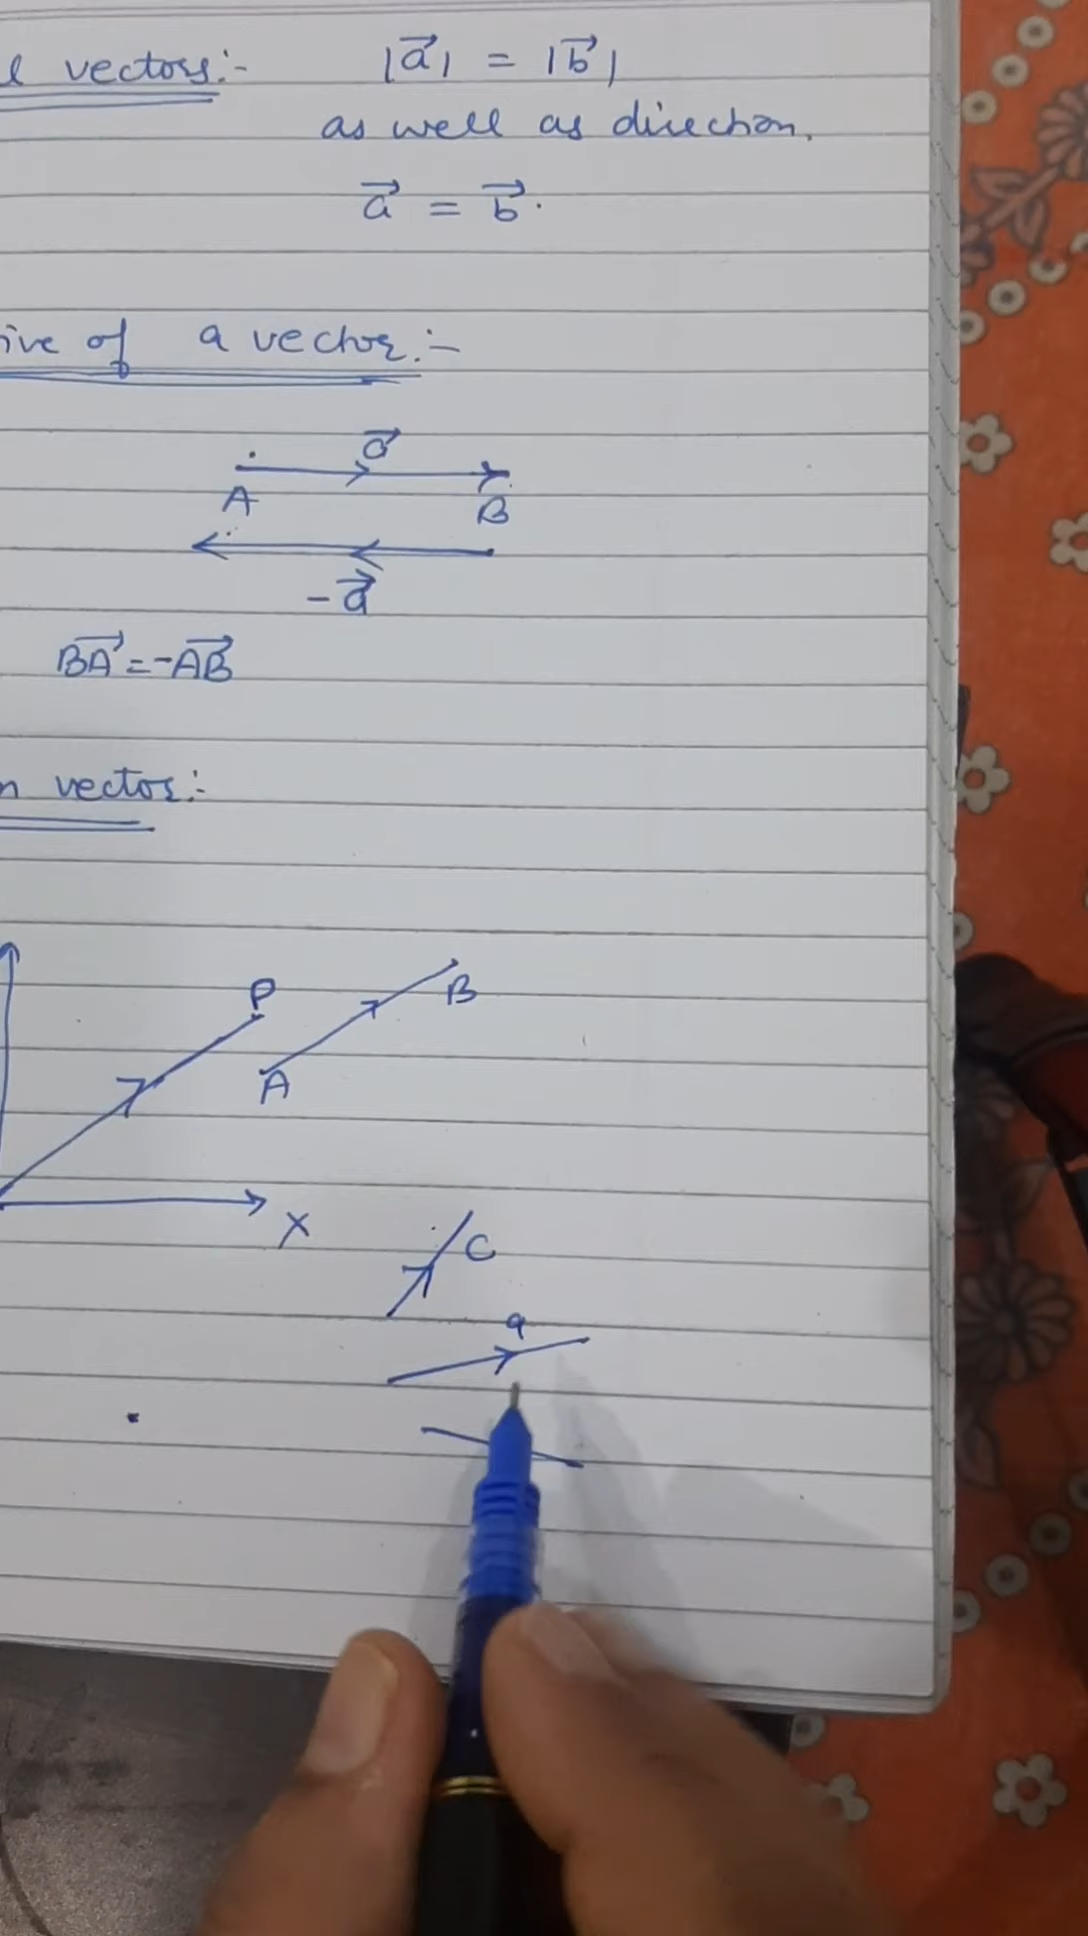 l vectors:- |a⃗| = |b⃗|
as well as direction.
a⃗ = b⃗.
ive of a vector:-
a⃗
A B
-a⃗
BA⃗ = -AB⃗
n vector:-
P B
A
X
C
a